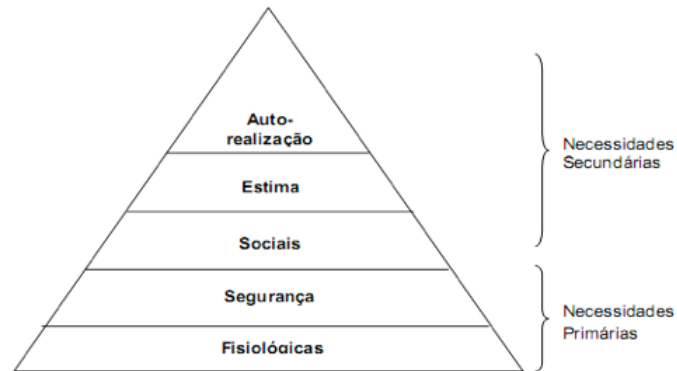 Auto-
realização
Estima
Sociais
Segurança
Fisiológicas
Necessidades
Secundárias
Necessidades
Primárias